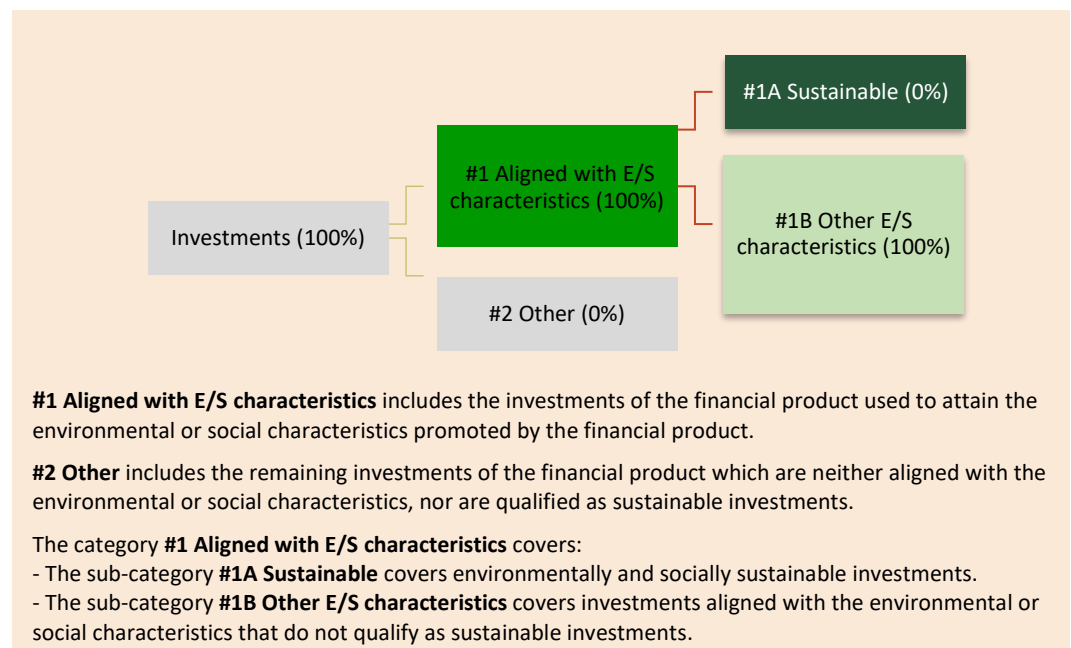 #1A Sustainable (0%)
#1 Aligned with E/S
characteristics (100%)
#1B Other E/S
characteristics (100%)
Investments (100%)
#2 Other (0%)
#1 Aligned with E/S characteristics includes the investments of the financial product used to attain the
environmental or social characteristics promoted by the financial product.
#2 Other includes the remaining investments of the financial product which are neither aligned with the
environmental or social characteristics, nor are qualified as sustainable investments.
The category #1 Aligned with E/S characteristics covers:
- The sub-category #1A Sustainable covers environmentally and socially sustainable investments.
- The sub-category #1B Other E/S characteristics covers investments aligned with the environmental or
social characteristics that do not qualify as sustainable investments.